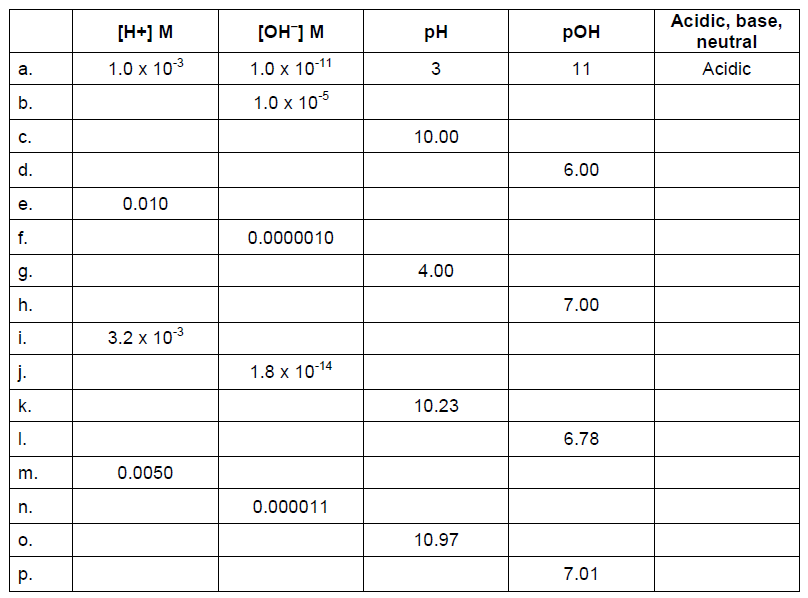 [H+] M [OH⁻] M pH pOH Acidic, base,
neutral
a. 1.0 x 10⁻³ 1.0 x 10⁻¹¹ 3 11 Acidic
b. 1.0 x 10⁻⁵
c. 10.00
d. 6.00
e. 0.010
f. 0.0000010
g. 4.00
h. 7.00
i. 3.2 x 10⁻³
j. 1.8 x 10⁻¹⁴
k. 10.23
l. 6.78
m. 0.0050
n. 0.000011
o. 10.97
p. 7.01